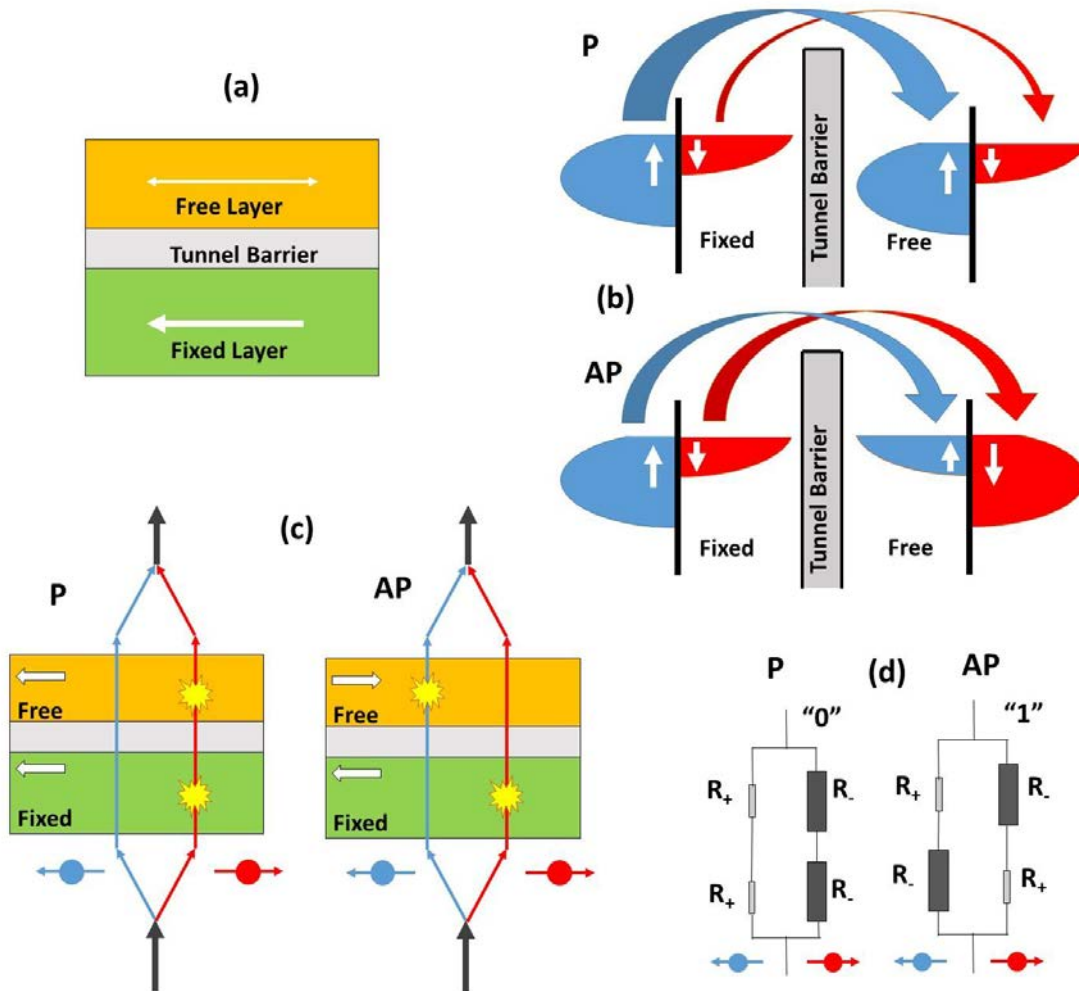 (a)
Free Layer
Tunnel Barrier
Fixed Layer
P
Tunnel Barrier
Fixed
Free
(b)
AP
Tunnel Barrier
Fixed
Free
(c)
P
AP
Free
Fixed
Free
Fixed
P
(d)
AP
“0”
“1”
R+
R-
R+
R-
R+
R-
R-
R+